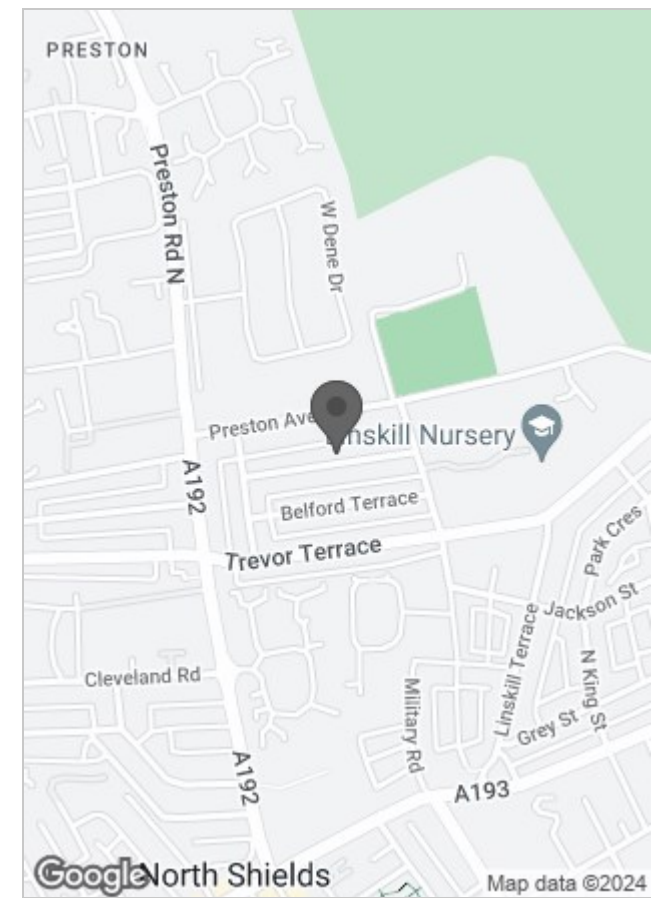 PRESTON
Preston Rd N
W Dene Dr
Preston Ave
Linskill Nursery
A192
Belford Terrace
Trevor Terrace
Park Cres
Jackson St
Linskill Terrace
N King St
Cleveland Rd
Military Rd
Grey St
A192
A193
Google
North Shields
Map data ©2024